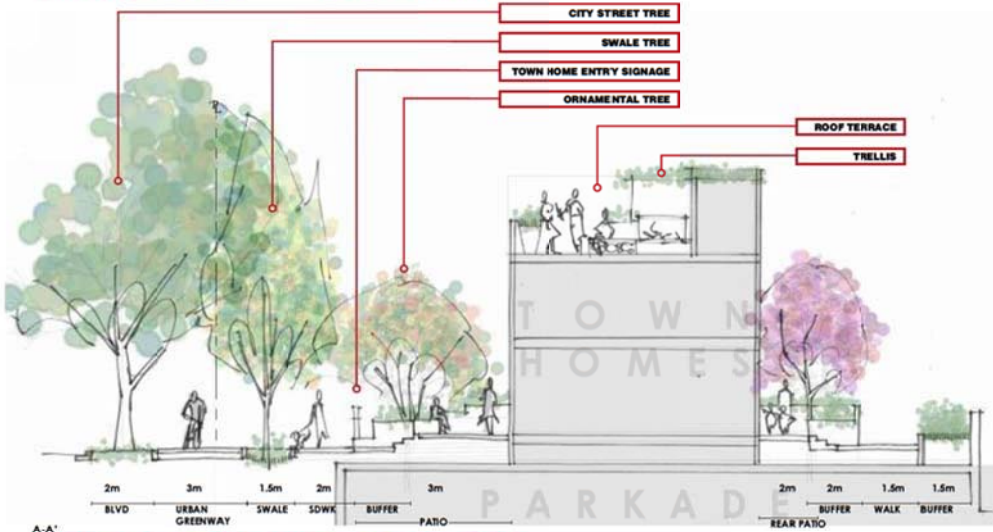 CITY STREET TREE
SWALE TREE
TOWN HOME ENTRY SIGNAGE
ORNAMENTAL TREE
ROOF TERRACE
TRELLIS
TOWN
HOMES
PARKADE
2m 3m 1.5m 2m 3m 2m 2m 1.5m 1.5m
BLVD URBAN GREENWAY SWALE SDWK BUFFER BUFFER WALK BUFFER
PATIO REAR PATIO
A-A'